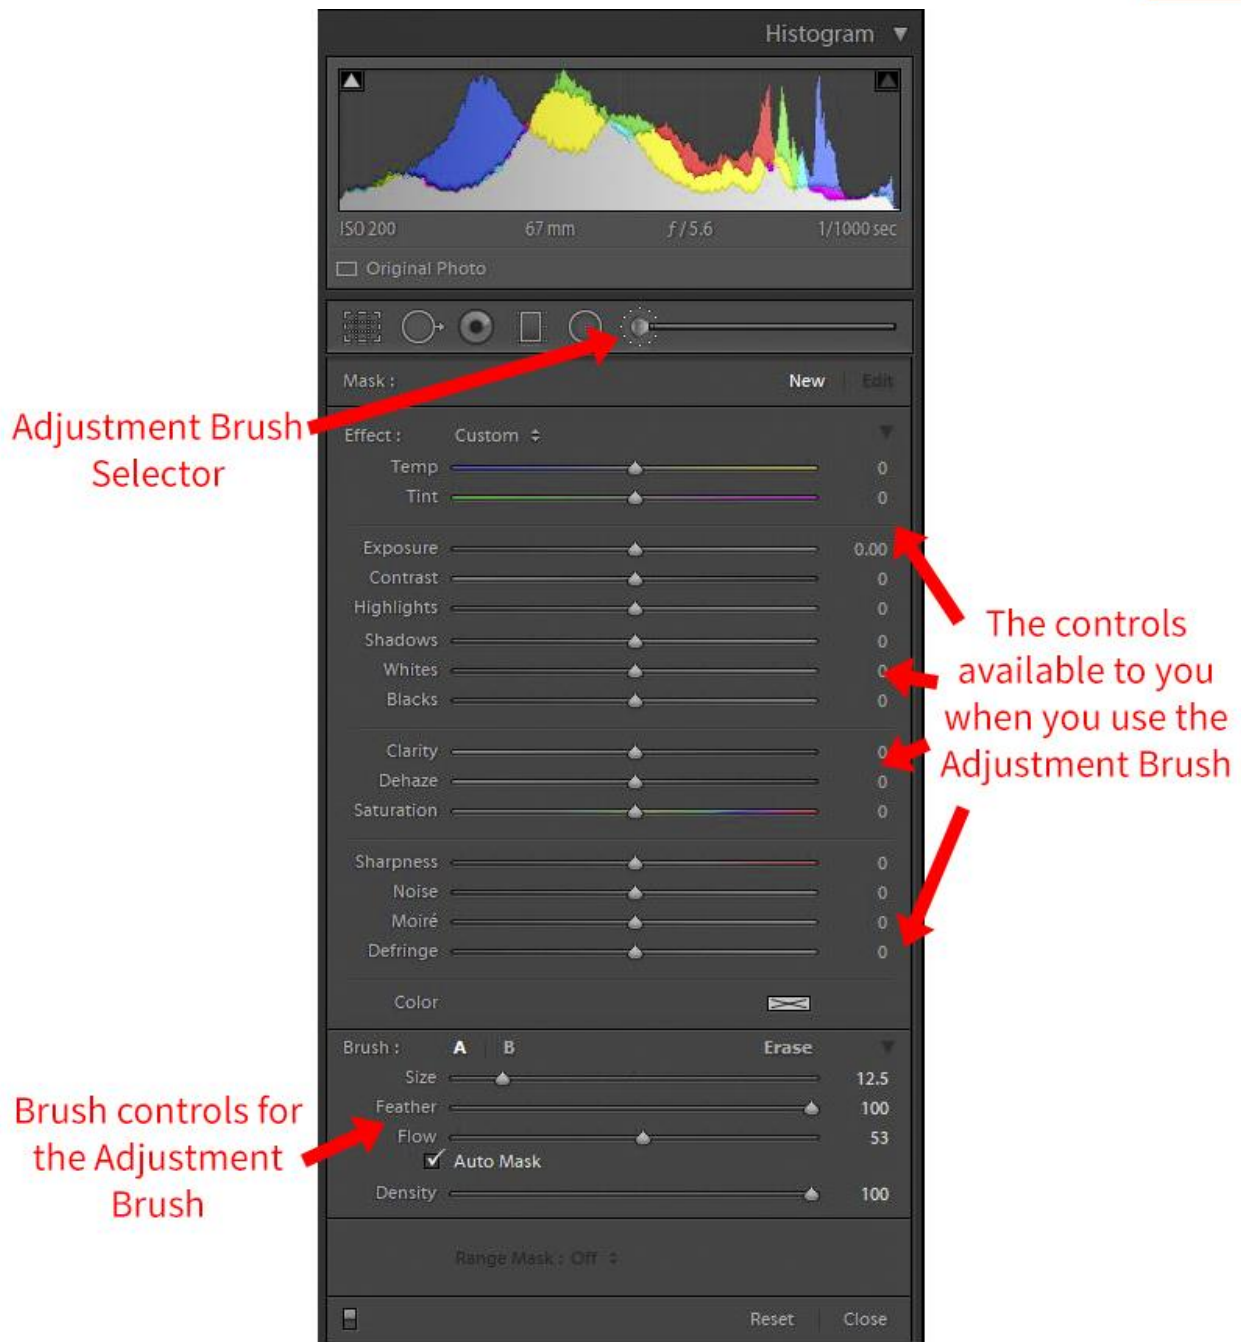 Histogram
ISO 200 67 mm ƒ/5.6 1/1000 sec
Original Photo
Mask : New Edit
Adjustment Brush
Selector
Effect : Custom
Temp 0
Tint 0
Exposure 0.00
Contrast 0
Highlights 0
Shadows 0
Whites 0
Blacks 0
The controls
available to you
when you use the
Adjustment Brush
Clarity 0
Dehaze 0
Saturation 0
Sharpness 0
Noise 0
Moiré 0
Defringe 0
Color
Brush : A B Erase
Size 12.5
Feather 100
Flow 53
Auto Mask
Density 100
Brush controls for
the Adjustment
Brush
Range Mask : Off
Reset Close